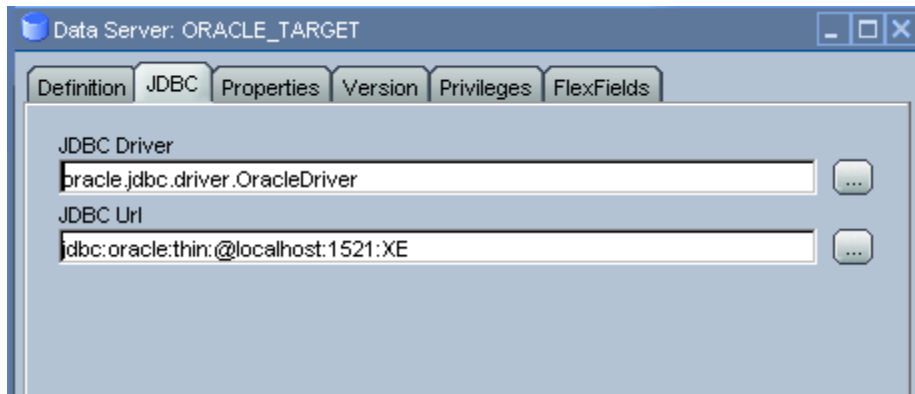 Data Server: ORACLE_TARGET
Definition JDBC Properties Version Privileges FlexFields
JDBC Driver
oracle.jdbc.driver.OracleDriver
...
JDBC Url
jdbc:oracle:thin:@localhost:1521:XE
...